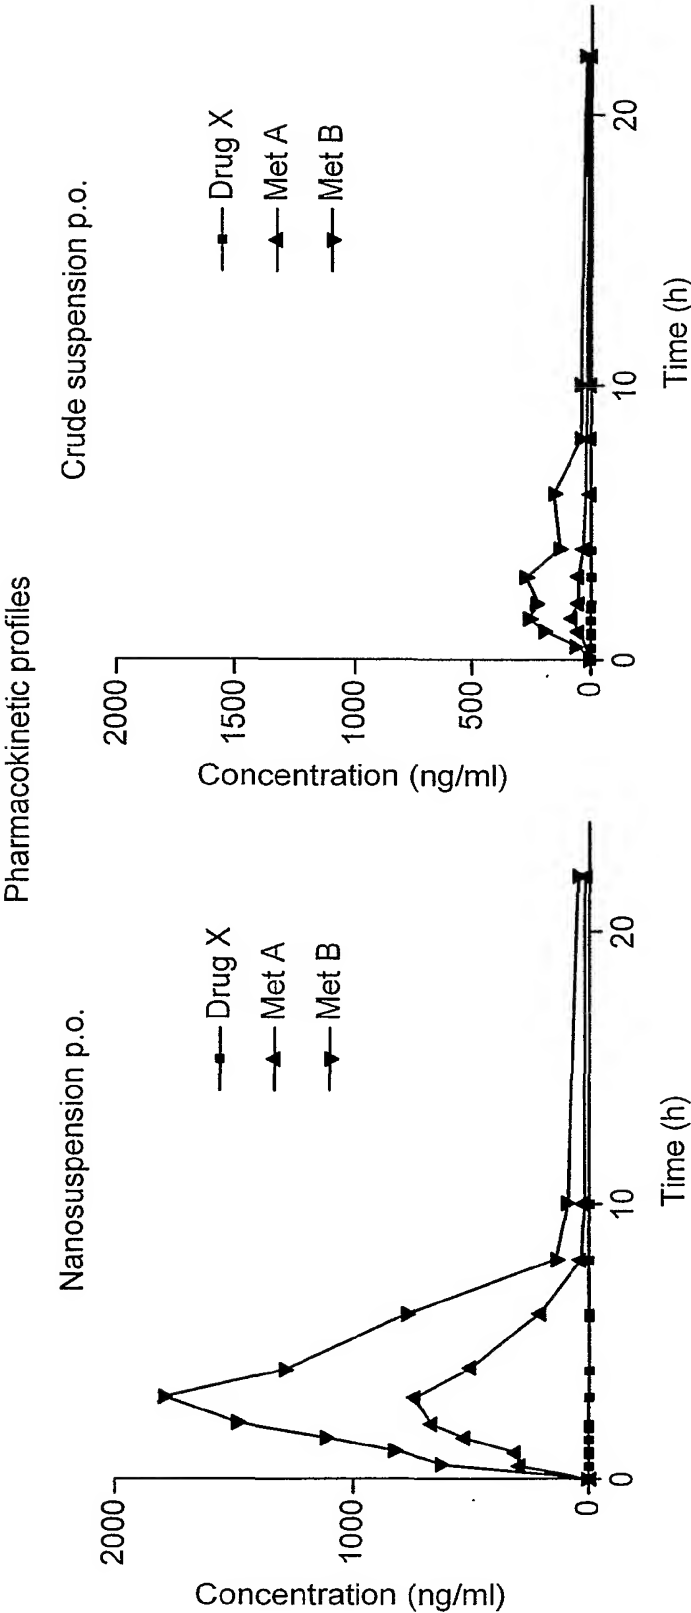 Pharmacokinetic profiles
Nanosuspension p.o.
Concentration (ng/ml)
2000
1000
0
0
10
20
Time (h)
Drug X
Met A
Met B
Crude suspension p.o.
Concentration (ng/ml)
2000
1500
1000
500
0
0
10
20
Time (h)
Drug X
Met A
Met B